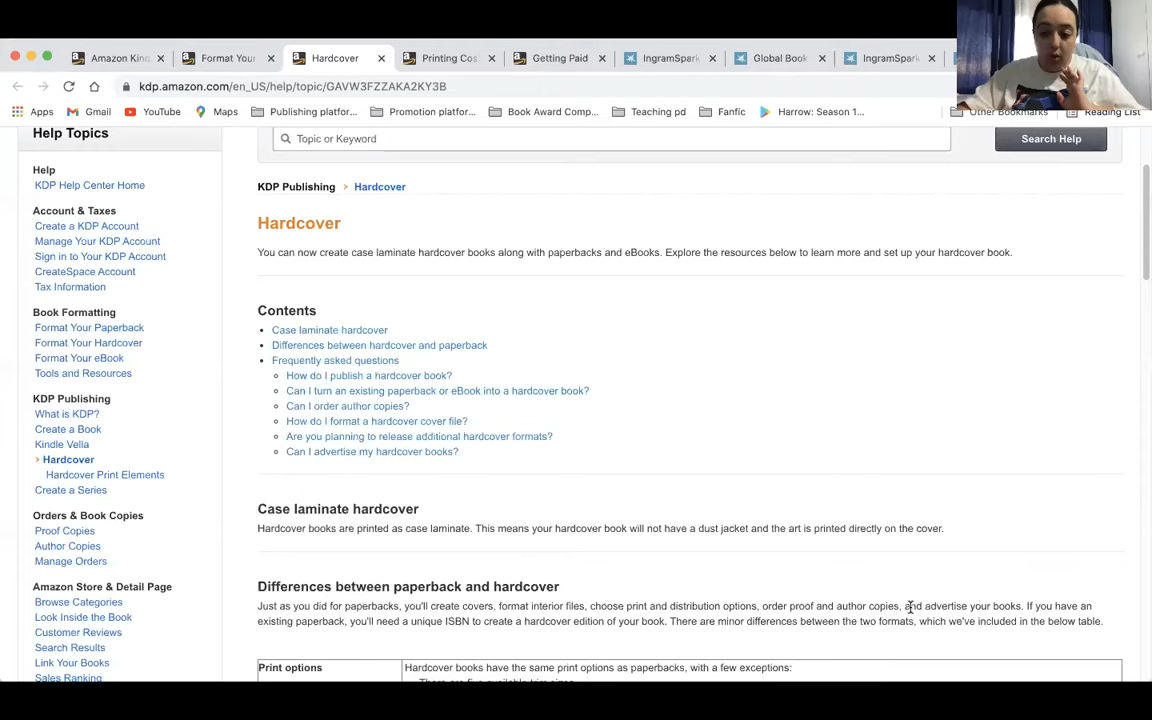 Amazon Kin
Format Your
Hardcover
Printing Cos
Getting Paid
IngramSpark
Global Book
IngramSpark
kdp.amazon.com/en_US/help/topic/GAVW3FZZAKA2KY3B
Apps
Gmail
YouTube
Maps
Publishing platfor...
Promotion platfor...
Book Award Comp...
Teaching pd
Fanfic
Harrow: Season 1...
Other Bookmarks
Reading List
Help Topics
Topic or Keyword
Search Help
Help
KDP Help Center Home
Account & Taxes
Create a KDP Account
Manage Your KDP Account
Sign in to Your KDP Account
CreateSpace Account
Tax Information
Book Formatting
Format Your Paperback
Format Your Hardcover
Format Your eBook
Tools and Resources
KDP Publishing
What is KDP?
Create a Book
Kindle Vella
Hardcover
Hardcover Print Elements
Create a Series
Orders & Book Copies
Proof Copies
Author Copies
Manage Orders
Amazon Store & Detail Page
Browse Categories
Look Inside the Book
Customer Reviews
Search Results
Link Your Books
Sales Ranking
KDP Publishing > Hardcover
Hardcover
You can now create case laminate hardcover books along with paperbacks and eBooks. Explore the resources below to learn more and set up your hardcover book.
Contents
Case laminate hardcover
Differences between hardcover and paperback
Frequently asked questions
How do I publish a hardcover book?
Can I turn an existing paperback or eBook into a hardcover book?
Can I order author copies?
How do I format a hardcover cover file?
Are you planning to release additional hardcover formats?
Can I advertise my hardcover books?
Case laminate hardcover
Hardcover books are printed as case laminate. This means your hardcover book will not have a dust jacket and the art is printed directly on the cover.
Differences between paperback and hardcover
Just as you did for paperbacks, you'll create covers, format interior files, choose print and distribution options, order proof and author copies, and advertise your books. If you have an
existing paperback, you'll need a unique ISBN to create a hardcover edition of your book. There are minor differences between the two formats, which we've included in the below table.
Print options
Hardcover books have the same print options as paperbacks, with a few exceptions:
There are five available trim sizes